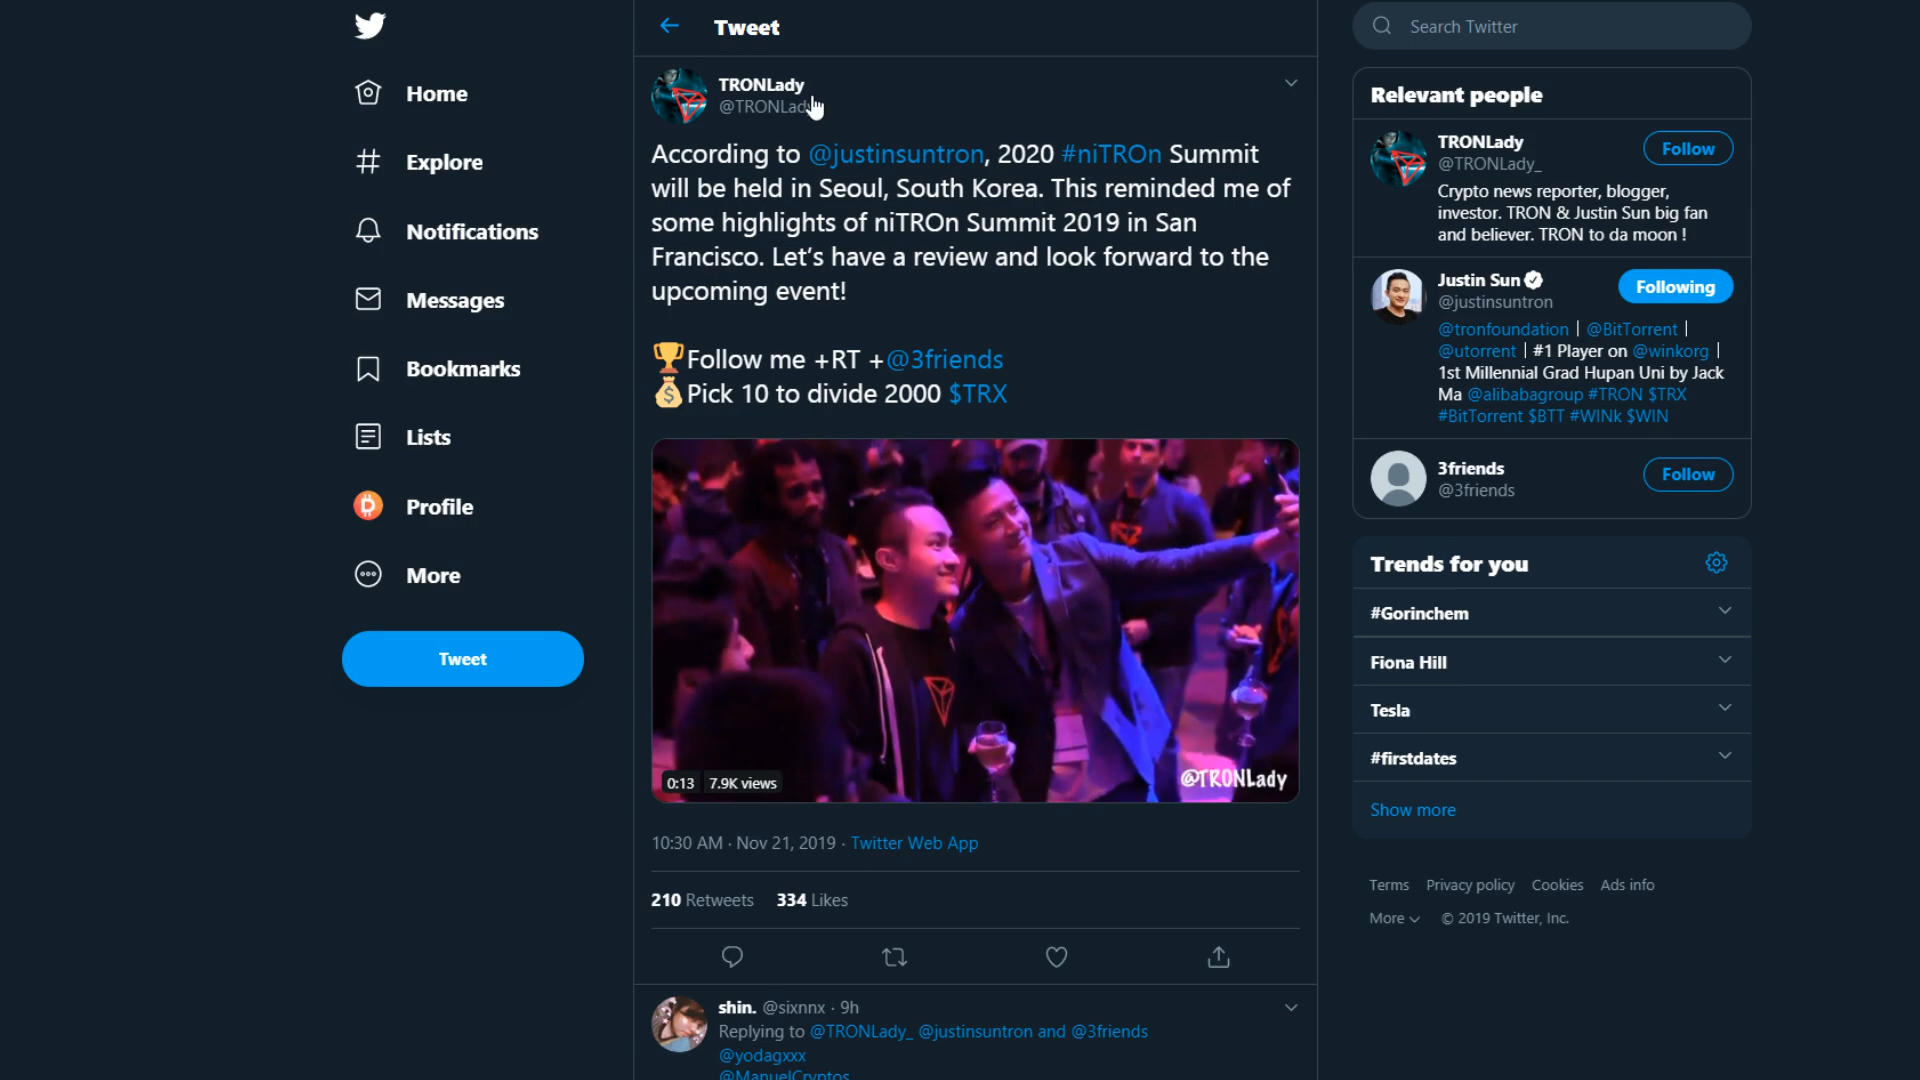 Home
Explore
Notifications
Messages
Bookmarks
Lists
Profile
More
Tweet
Tweet
TRONLady
@TRONLad
According to @justinsuntron, 2020 #niTROn Summit
will be held in Seoul, South Korea. This reminded me of
some highlights of niTROn Summit 2019 in San
Francisco. Let's have a review and look forward to the
upcoming event!
🏆Follow me +RT +@3friends
💰Pick 10 to divide 2000 $TRX
0:13 7.9K views
@TRONLady
10:30 AM · Nov 21, 2019 · Twitter Web App
210 Retweets 334 Likes
shin. @sixnnx · 9h
Replying to @TRONLady_ @justinsuntron and @3friends
@yodagxxx
@ManuelCryptos
Search Twitter
Relevant people
TRONLady
@TRONLady_
Follow
Crypto news reporter, blogger,
investor. TRON & Justin Sun big fan
and believer. TRON to da moon !
Justin Sun
@justinsuntron
Following
@tronfoundation | @BitTorrent |
@utorrent | #1 Player on @winkorg |
1st Millennial Grad Hupan Uni by Jack
Ma @alibabagroup #TRON $TRX
#BitTorrent $BTT #WINk $WIN
3friends
@3friends
Follow
Trends for you
#Gorinchem
Fiona Hill
Tesla
#firstdates
Show more
Terms Privacy policy Cookies Ads info
More © 2019 Twitter, Inc.